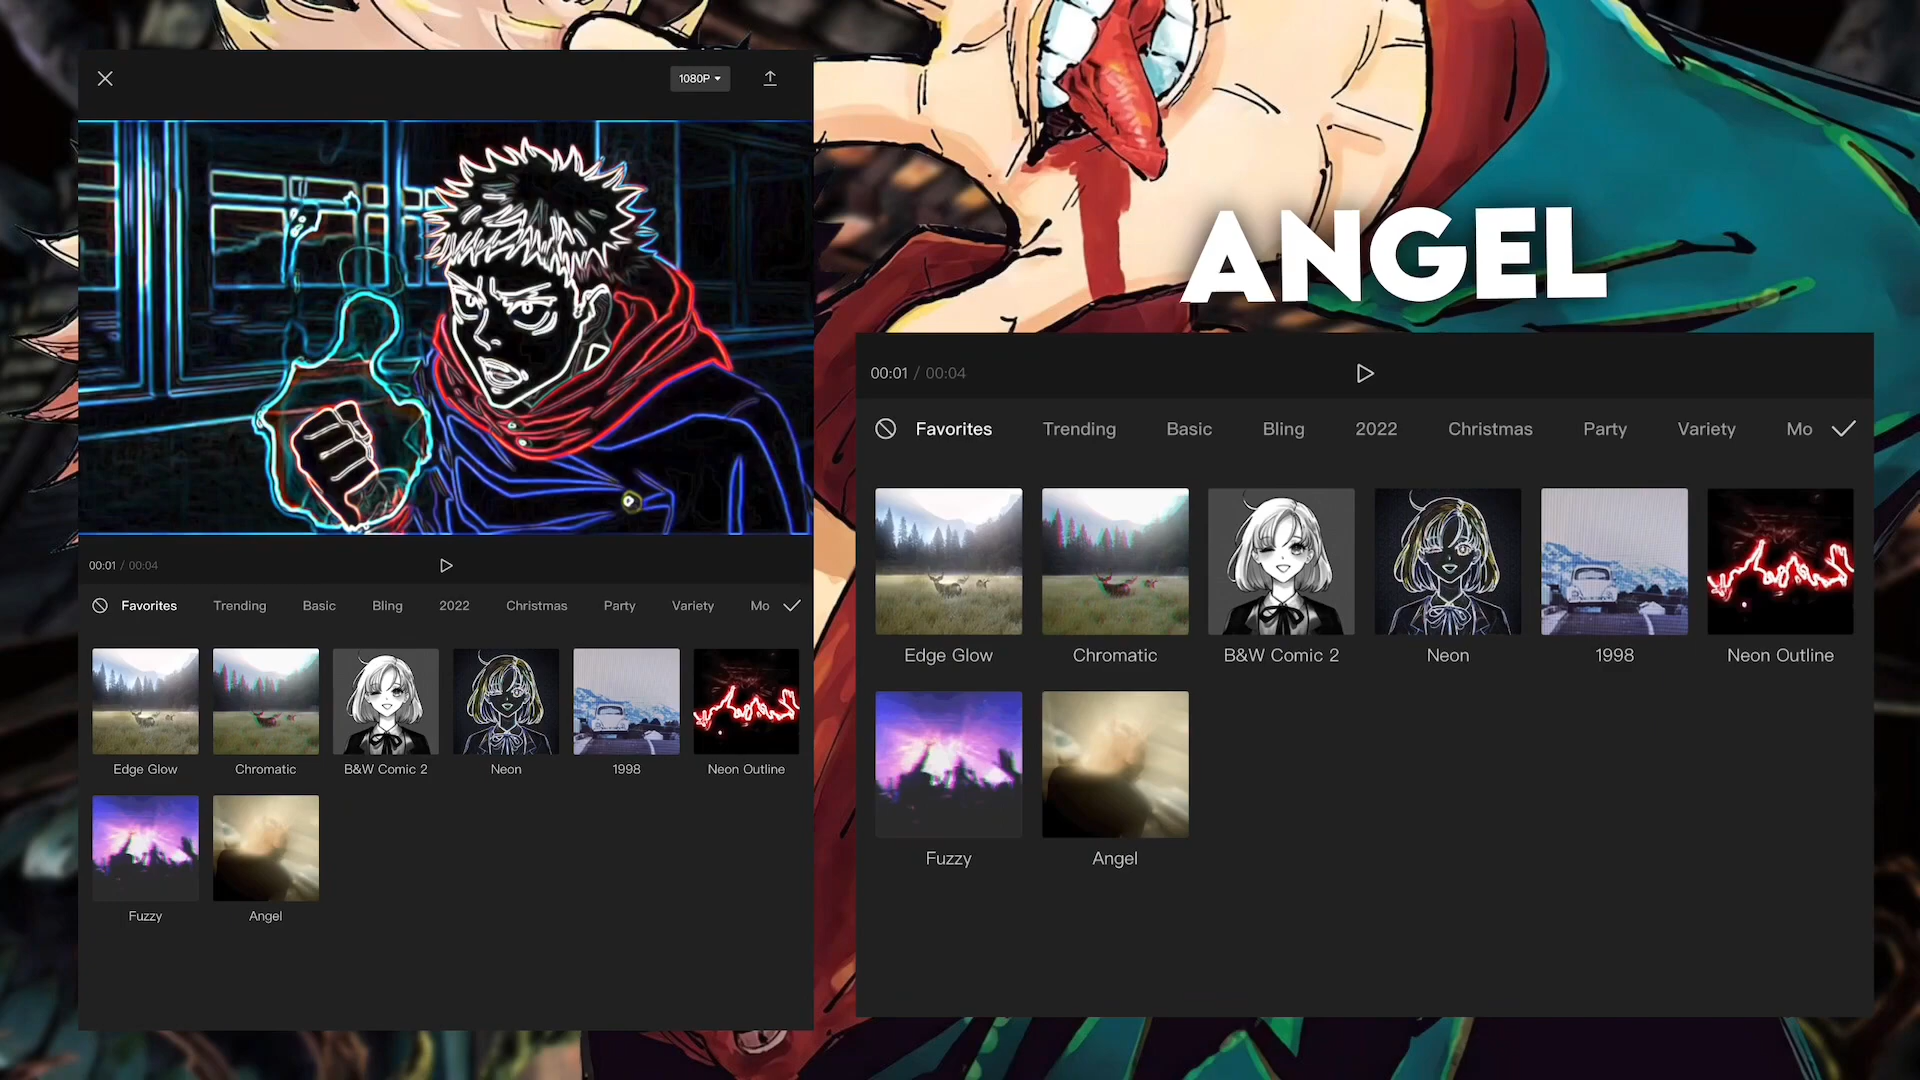 1080P
00:01 / 00:04
Favorites Trending Basic Bling 2022 Christmas Party Variety Mo
Edge Glow Chromatic B&W Comic 2 Neon 1998 Neon Outline
Fuzzy Angel
ANGEL
00:01 / 00:04
Favorites Trending Basic Bling 2022 Christmas Party Variety Mo
Edge Glow Chromatic B&W Comic 2 Neon 1998 Neon Outline
Fuzzy Angel